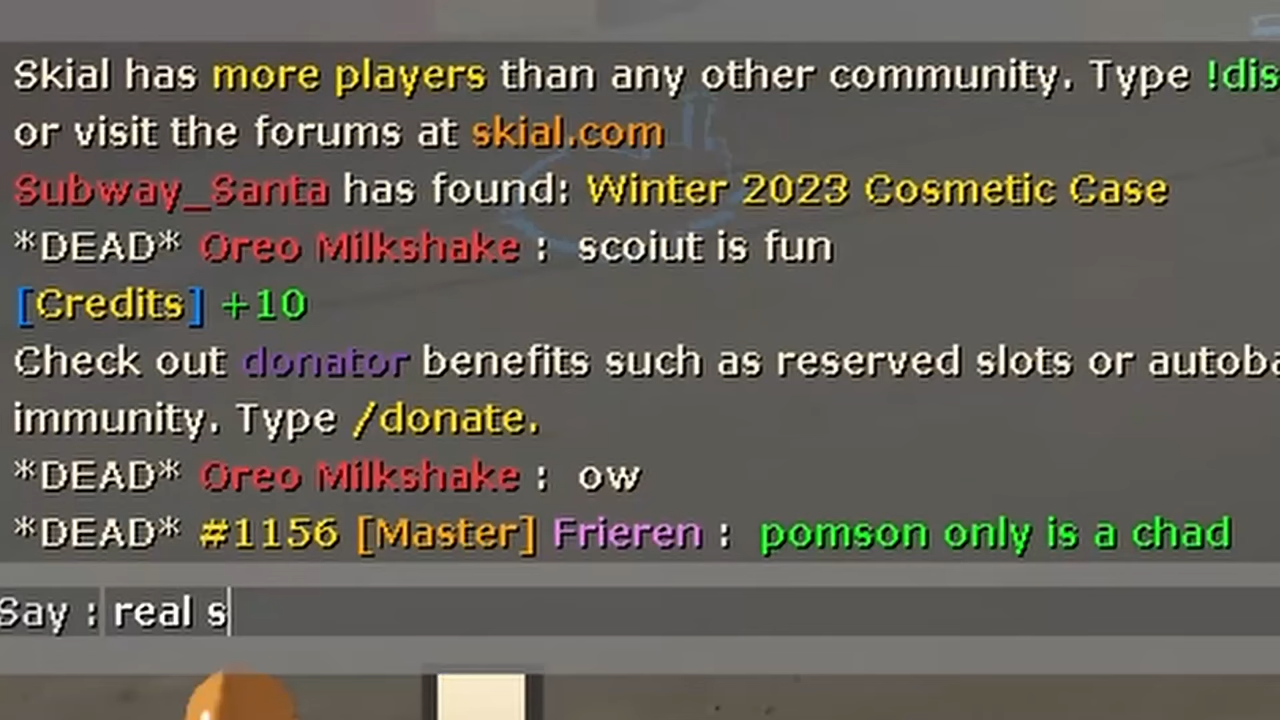 Skial has more players than any other community. Type !dis
or visit the forums at skial.com
Subway_Santa has found: Winter 2023 Cosmetic Case
*DEAD* Oreo Milkshake :  scoiut is fun
[Credits] +10
Check out donator benefits such as reserved slots or autoba
immunity. Type /donate.
*DEAD* Oreo Milkshake :  ow
*DEAD* #1156 [Master] Frieren :  pomson only is a chad
Say : real s